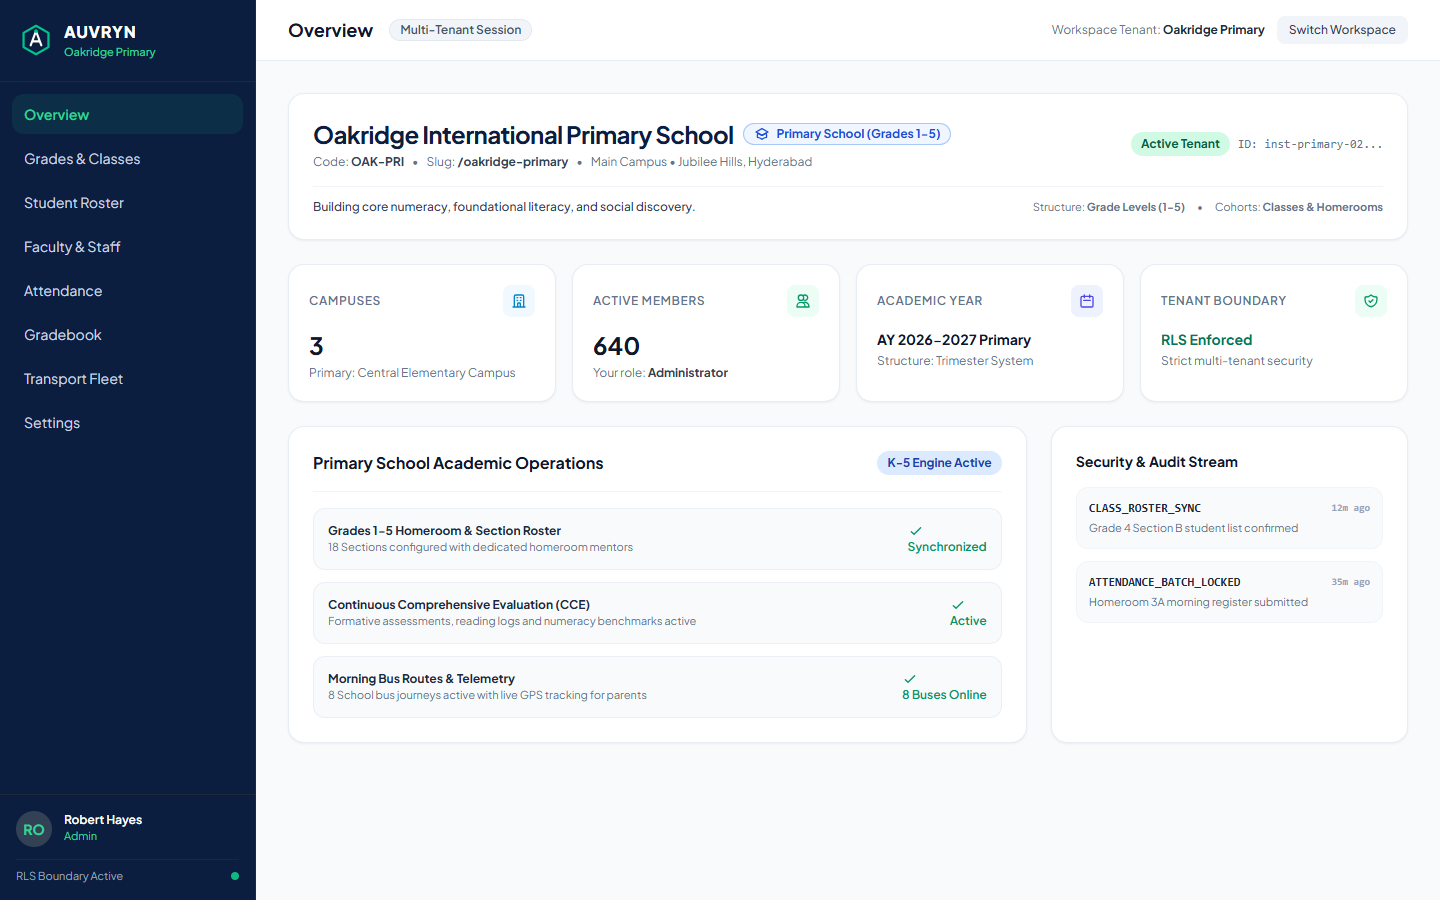 AUVRYN
Oakridge Primary
Overview
Grades & Classes
Student Roster
Faculty & Staff
Attendance
Gradebook
Transport Fleet
Settings
RO
Robert Hayes
Admin
RLS Boundary Active
Overview
Multi-Tenant Session
Workspace Tenant: Oakridge Primary
Switch Workspace
Oakridge International Primary School
Primary School (Grades 1–5)
Code: OAK-PRI • Slug: /oakridge-primary • Main Campus • Jubilee Hills, Hyderabad
Active Tenant
ID: inst-primary-02...
Building core numeracy, foundational literacy, and social discovery.
Structure: Grade Levels (1–5) • Cohorts: Classes & Homerooms
CAMPUSES
3
Primary: Central Elementary Campus
ACTIVE MEMBERS
640
Your role: Administrator
ACADEMIC YEAR
AY 2026–2027 Primary
Structure: Trimester System
TENANT BOUNDARY
RLS Enforced
Strict multi-tenant security
Primary School Academic Operations
K-5 Engine Active
Grades 1–5 Homeroom & Section Roster
18 Sections configured with dedicated homeroom mentors
✓
Synchronized
Continuous Comprehensive Evaluation (CCE)
Formative assessments, reading logs and numeracy benchmarks active
✓
Active
Morning Bus Routes & Telemetry
8 School bus journeys active with live GPS tracking for parents
✓
8 Buses Online
Security & Audit Stream
CLASS_ROSTER_SYNC
12m ago
Grade 4 Section B student list confirmed
ATTENDANCE_BATCH_LOCKED
35m ago
Homeroom 3A morning register submitted